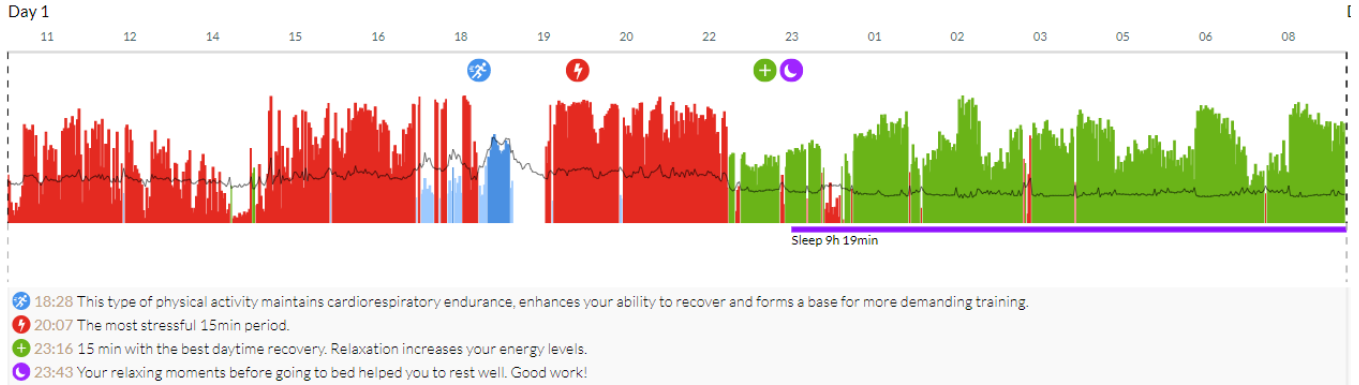 Day 1
11 12 14 15 16 18 19 20 22 23 01 02 03 05 06 08
Sleep 9h 19min
18:28 This type of physical activity maintains cardiorespiratory endurance, enhances your ability to recover and forms a base for more demanding training.
20:07 The most stressful 15min period.
23:16 15 min with the best daytime recovery. Relaxation increases your energy levels.
23:43 Your relaxing moments before going to bed helped you to rest well. Good work!